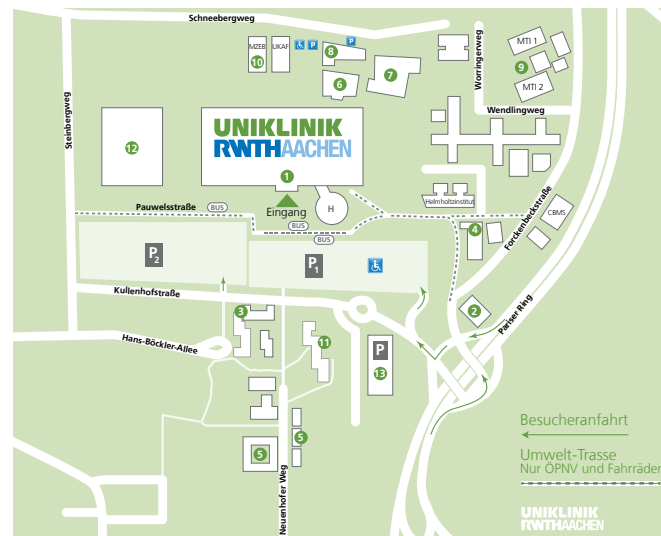 Schneebergweg
MZEB
UKAF
P
P
8
10
6
7
Worringerweg
MTI 1
9
MTI 2
Wendlingweg
Steinbergweg
12
UNIKLINIK
RWTHAACHEN
1
Eingang
H
Pauwelsstraße
BUS
BUS
BUS
Helmholtzinstitut
4
CBMS
Forckenbeckstraße
P2
P1
Kullenhofstraße
Hans-Böckler-Allee
3
11
P
13
2
Pariser Ring
5
5
Neuenhofer Weg
Besucheranfahrt
Umwelt-Trasse
Nur ÖPNV und Fahrräder
UNIKLINIK
RWTHAACHEN